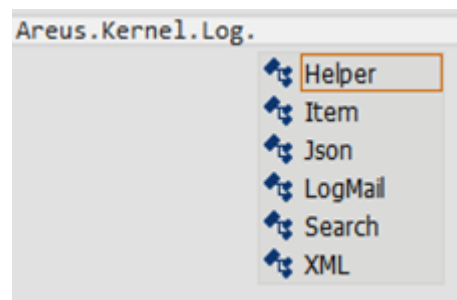 Areus.Kernel.Log.
Helper
Item
Json
LogMail
Search
XML